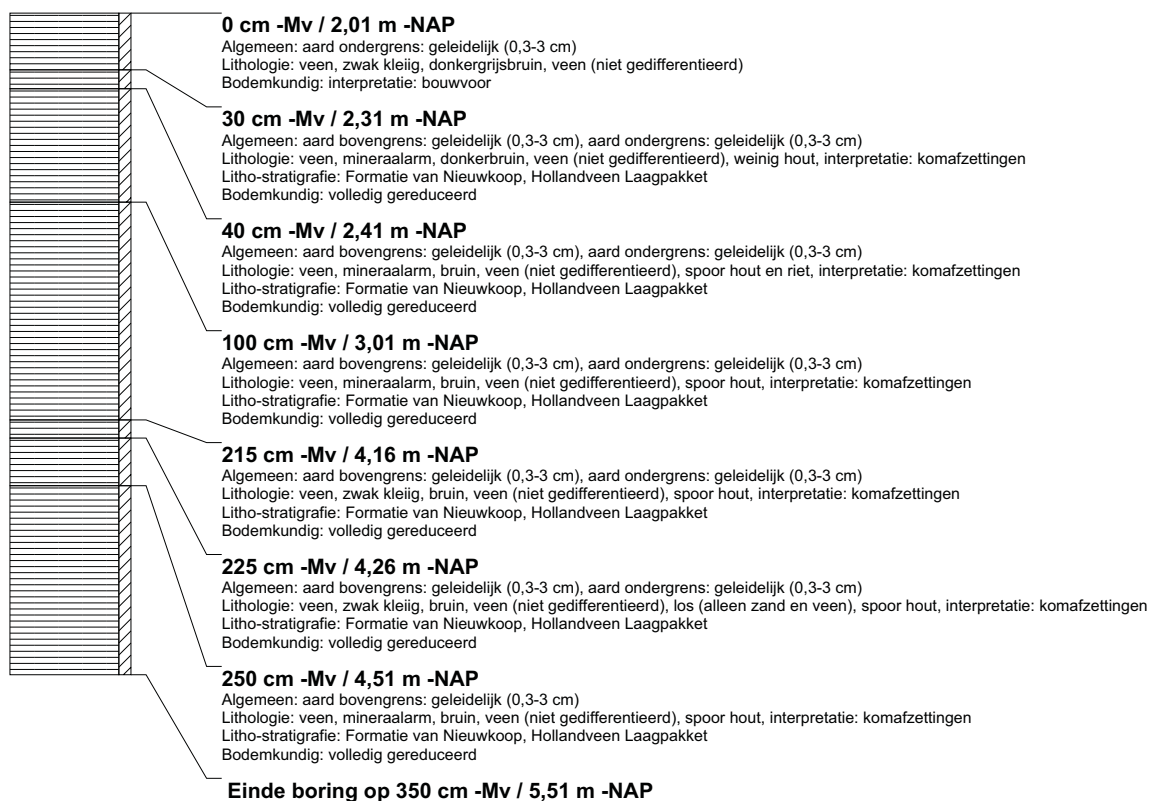 0 cm -Mv / 2,01 m -NAP
Algemeen: aard ondergrens: geleidelijk (0,3-3 cm)
Lithologie: veen, zwak kleiig, donkergrijsbruin, veen (niet gedifferentieerd)
Bodemkundig: interpretatie: bouwvoor
30 cm -Mv / 2,31 m -NAP
Algemeen: aard bovengrens: geleidelijk (0,3-3 cm), aard ondergrens: geleidelijk (0,3-3 cm)
Lithologie: veen, mineraalarm, donkerbruin, veen (niet gedifferentieerd), weinig hout, interpretatie: komafzettingen
Litho-stratigrafie: Formatie van Nieuwkoop, Hollandveen Laagpakket
Bodemkundig: volledig gereduceerd
40 cm -Mv / 2,41 m -NAP
Algemeen: aard bovengrens: geleidelijk (0,3-3 cm), aard ondergrens: geleidelijk (0,3-3 cm)
Lithologie: veen, mineraalarm, bruin, veen (niet gedifferentieerd), spoor hout en riet, interpretatie: komafzettingen
Litho-stratigrafie: Formatie van Nieuwkoop, Hollandveen Laagpakket
Bodemkundig: volledig gereduceerd
100 cm -Mv / 3,01 m -NAP
Algemeen: aard bovengrens: geleidelijk (0,3-3 cm), aard ondergrens: geleidelijk (0,3-3 cm)
Lithologie: veen, mineraalarm, bruin, veen (niet gedifferentieerd), spoor hout, interpretatie: komafzettingen
Litho-stratigrafie: Formatie van Nieuwkoop, Hollandveen Laagpakket
Bodemkundig: volledig gereduceerd
215 cm -Mv / 4,16 m -NAP
Algemeen: aard bovengrens: geleidelijk (0,3-3 cm), aard ondergrens: geleidelijk (0,3-3 cm)
Lithologie: veen, zwak kleiig, bruin, veen (niet gedifferentieerd), spoor hout, interpretatie: komafzettingen
Litho-stratigrafie: Formatie van Nieuwkoop, Hollandveen Laagpakket
Bodemkundig: volledig gereduceerd
225 cm -Mv / 4,26 m -NAP
Algemeen: aard bovengrens: geleidelijk (0,3-3 cm), aard ondergrens: geleidelijk (0,3-3 cm)
Lithologie: veen, zwak kleiig, bruin, veen (niet gedifferentieerd), los (alleen zand en veen), spoor hout, interpretatie: komafzettingen
Litho-stratigrafie: Formatie van Nieuwkoop, Hollandveen Laagpakket
Bodemkundig: volledig gereduceerd
250 cm -Mv / 4,51 m -NAP
Algemeen: aard bovengrens: geleidelijk (0,3-3 cm)
Lithologie: veen, mineraalarm, bruin, veen (niet gedifferentieerd), spoor hout, interpretatie: komafzettingen
Litho-stratigrafie: Formatie van Nieuwkoop, Hollandveen Laagpakket
Bodemkundig: volledig gereduceerd
Einde boring op 350 cm -Mv / 5,51 m -NAP